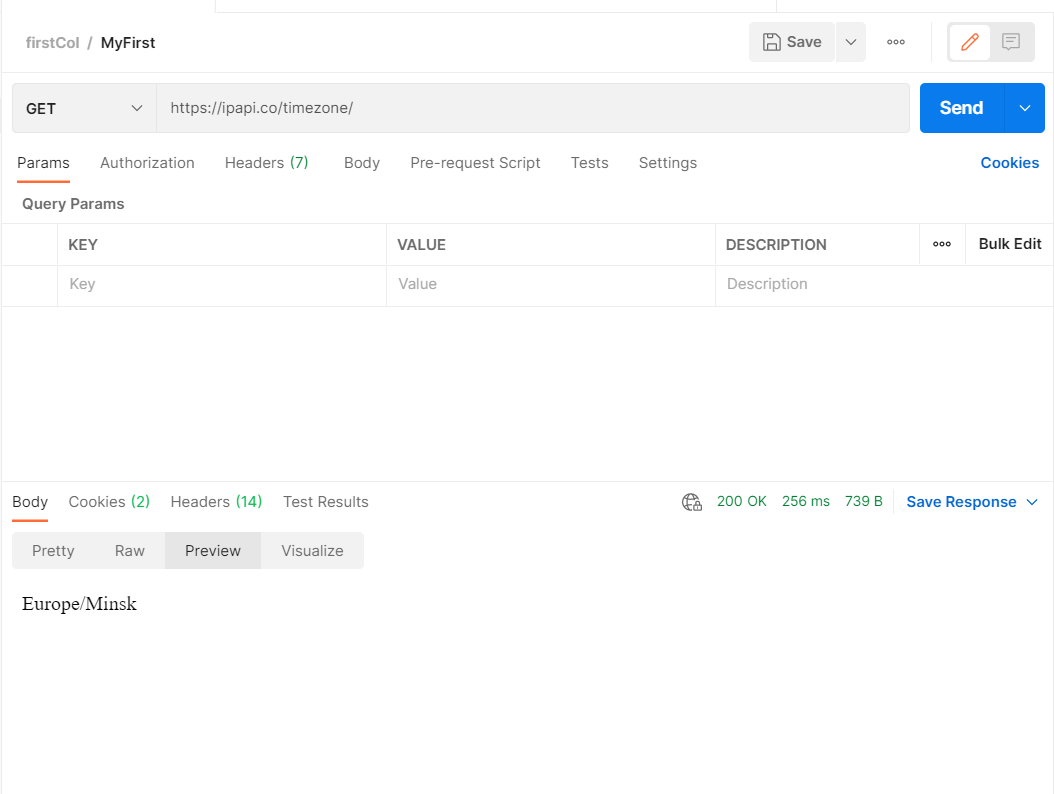 firstCol / MyFirst Save
GET https://ipapi.co/timezone/ Send
Params Authorization Headers (7) Body Pre-request Script Tests Settings Cookies
Query Params
KEY VALUE DESCRIPTION Bulk Edit
Key Value Description
Body Cookies (2) Headers (14) Test Results 200 OK 256 ms 739 B Save Response
Pretty Raw Preview Visualize
Europe/Minsk